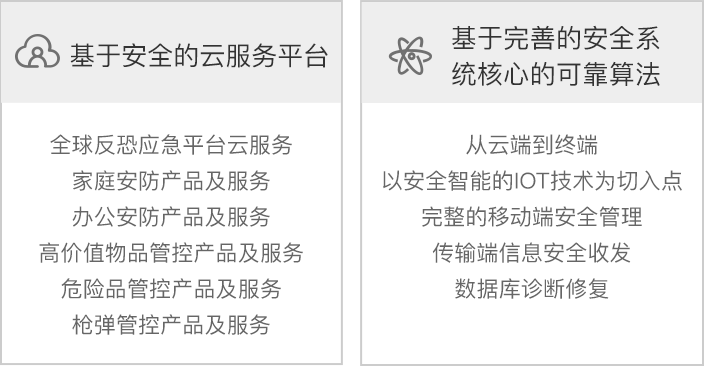 基于安全的云服务平台
全球反恐应急平台云服务
家庭安防产品及服务
办公安防产品及服务
高价值物品管控产品及服务
危险品管控产品及服务
枪弹管控产品及服务
基于完善的安全系
统核心的可靠算法
从云端到终端
以安全智能的IOT技术为切入点
完整的移动端安全管理
传输端信息安全收发
数据库诊断修复